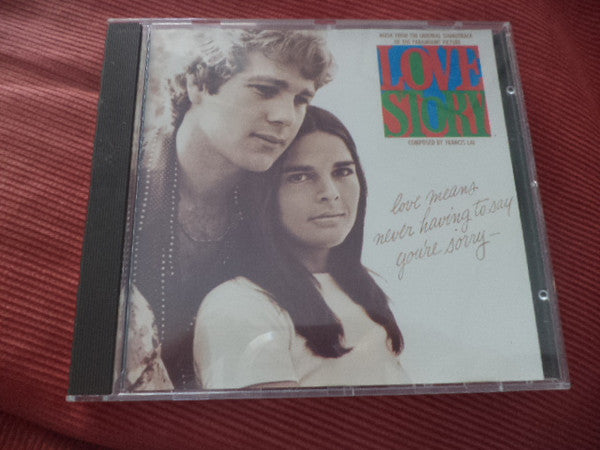 MUSIC FROM THE ORIGINAL SOUNDTRACK
OF THE PARAMOUNT PICTURE
LOVE
STORY
COMPOSED BY FRANCIS LAI
love means
never having to say
you're sorry—